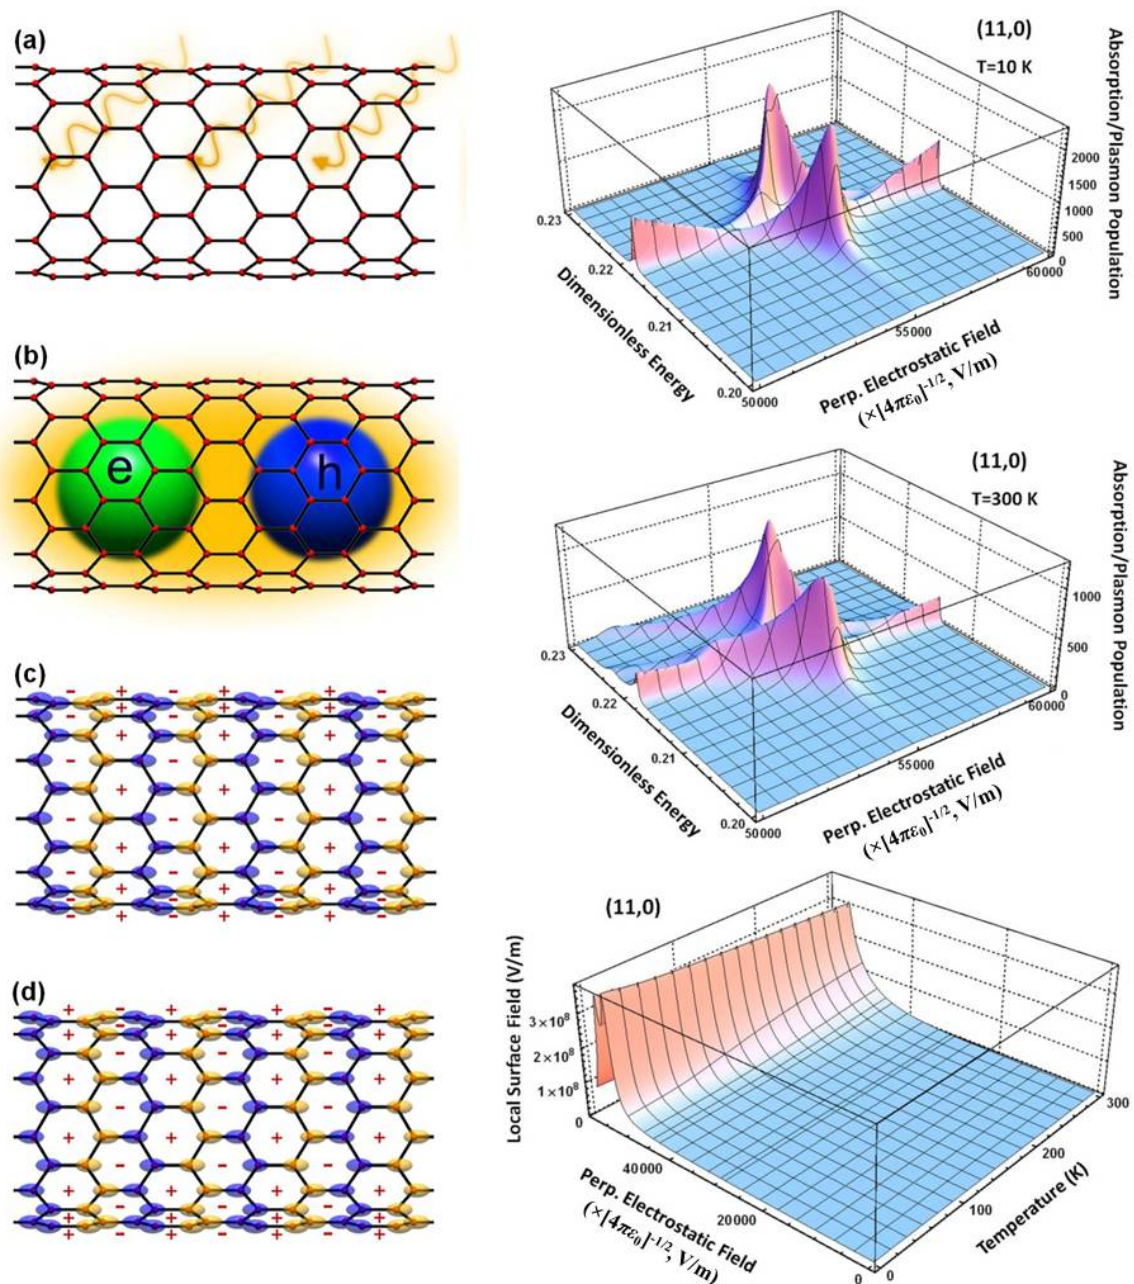 (a)
(b)
e
h
(c)
- + - + - + -
+ + +
- + - + - + -
- + - + - + -
- + - + - + -
- + - + - + -
(d)
+ - + - + - +
- - -
+ - + - + - +
+ - + - + - +
+ - + - + - +
+ - + - + - +
(11,0)
T=10 K
Absorption/Plasmon Population
2000
1500
1000
500
0
0.23
0.22
0.21
0.20
Dimensionless Energy
50000
55000
60000
Perp. Electrostatic Field
(×[4πε₀]⁻¹/², V/m)
(11,0)
T=300 K
Absorption/Plasmon Population
1000
500
0
0.23
0.22
0.21
0.20
Dimensionless Energy
50000
55000
60000
Perp. Electrostatic Field
(×[4πε₀]⁻¹/², V/m)
(11,0)
Local Surface Field (V/m)
3×10⁸
2×10⁸
1×10⁸
0
40000
20000
0
Perp. Electrostatic Field
(×[4πε₀]⁻¹/², V/m)
0
100
200
300
Temperature (K)